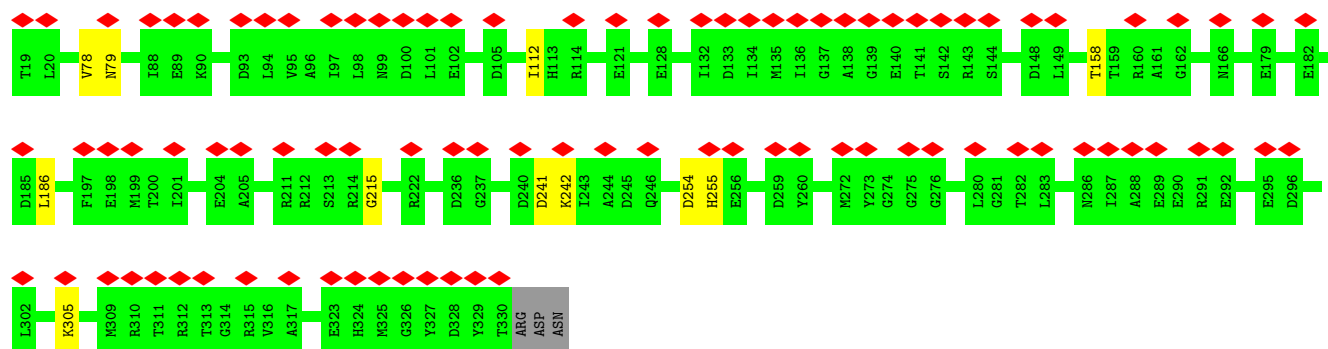 T19 L20 V78 N79 I88 E89 K90 D93 L94 V95 A96 I97 L98 N99 D100 L101 E102 D105 I112 H113 R114 E121 E128 I132 D133 I134 M135 I136 G137 A138 G139 E140 T141 S142 R143 S144 D148 L149 T158 T159 R160 A161 G162 N166 E179 E182
D185 L186 F197 E198 M199 T200 I201 E204 A205 R211 R212 S213 R214 G215 R222 D236 G237 D240 D241 K242 I243 A244 D245 Q246 D254 H255 E256 D259 Y260 M272 Y273 G274 G275 G276 L280 G281 T282 L283 N286 I287 A288 E289 E290 R291 E292 E295 D296
L302 K305 M309 R310 T311 R312 T313 G314 R315 V316 A317 E323 H324 M325 G326 Y327 D328 Y329 T330 ARG ASP ASN